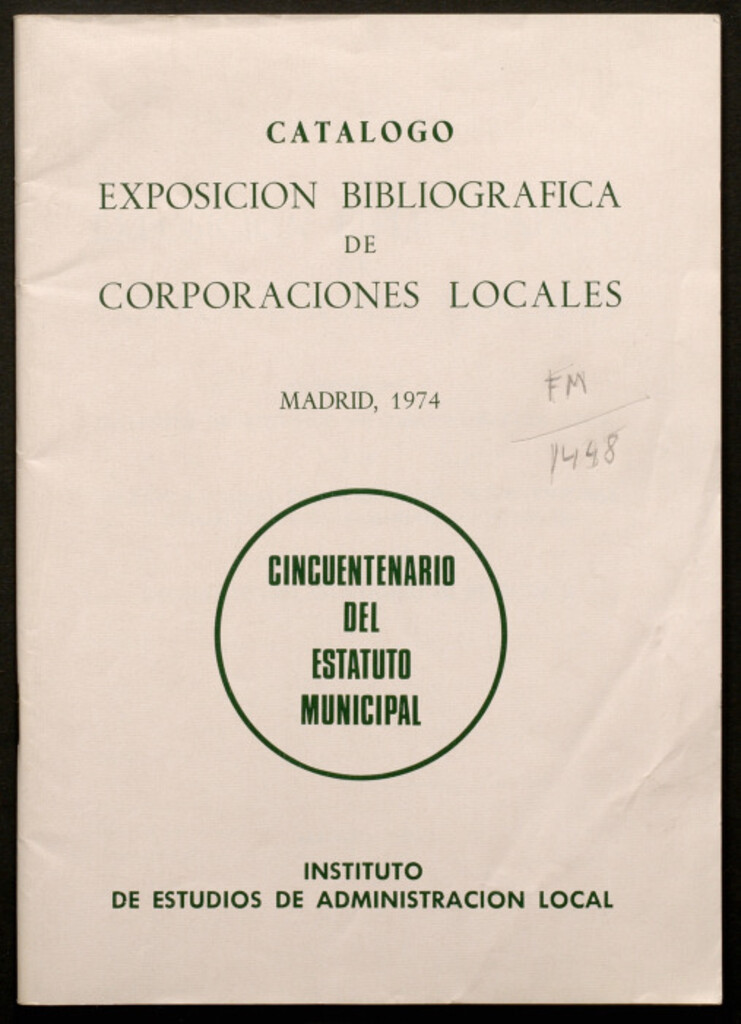 CATALOGO
EXPOSICION BIBLIOGRAFICA
DE
CORPORACIONES LOCALES
MADRID, 1974
FM
1448
CINCUENTENARIO
DEL
ESTATUTO
MUNICIPAL
INSTITUTO
DE ESTUDIOS DE ADMINISTRACION LOCAL